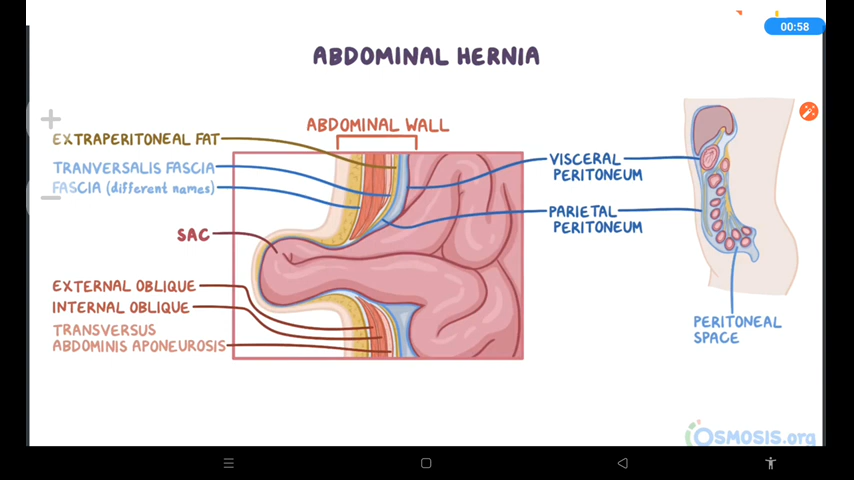 00:58
ABDOMINAL HERNIA
ABDOMINAL WALL
EXTRAPERITONEAL FAT
TRANVERSALIS FASCIA
FASCIA (different names)
SAC
EXTERNAL OBLIQUE
INTERNAL OBLIQUE
TRANSVERSUS
ABDOMINIS APONEUROSIS
VISCERAL
PERITONEUM
PARIETAL
PERITONEUM
PERITONEAL
SPACE
OSMOSIS.org